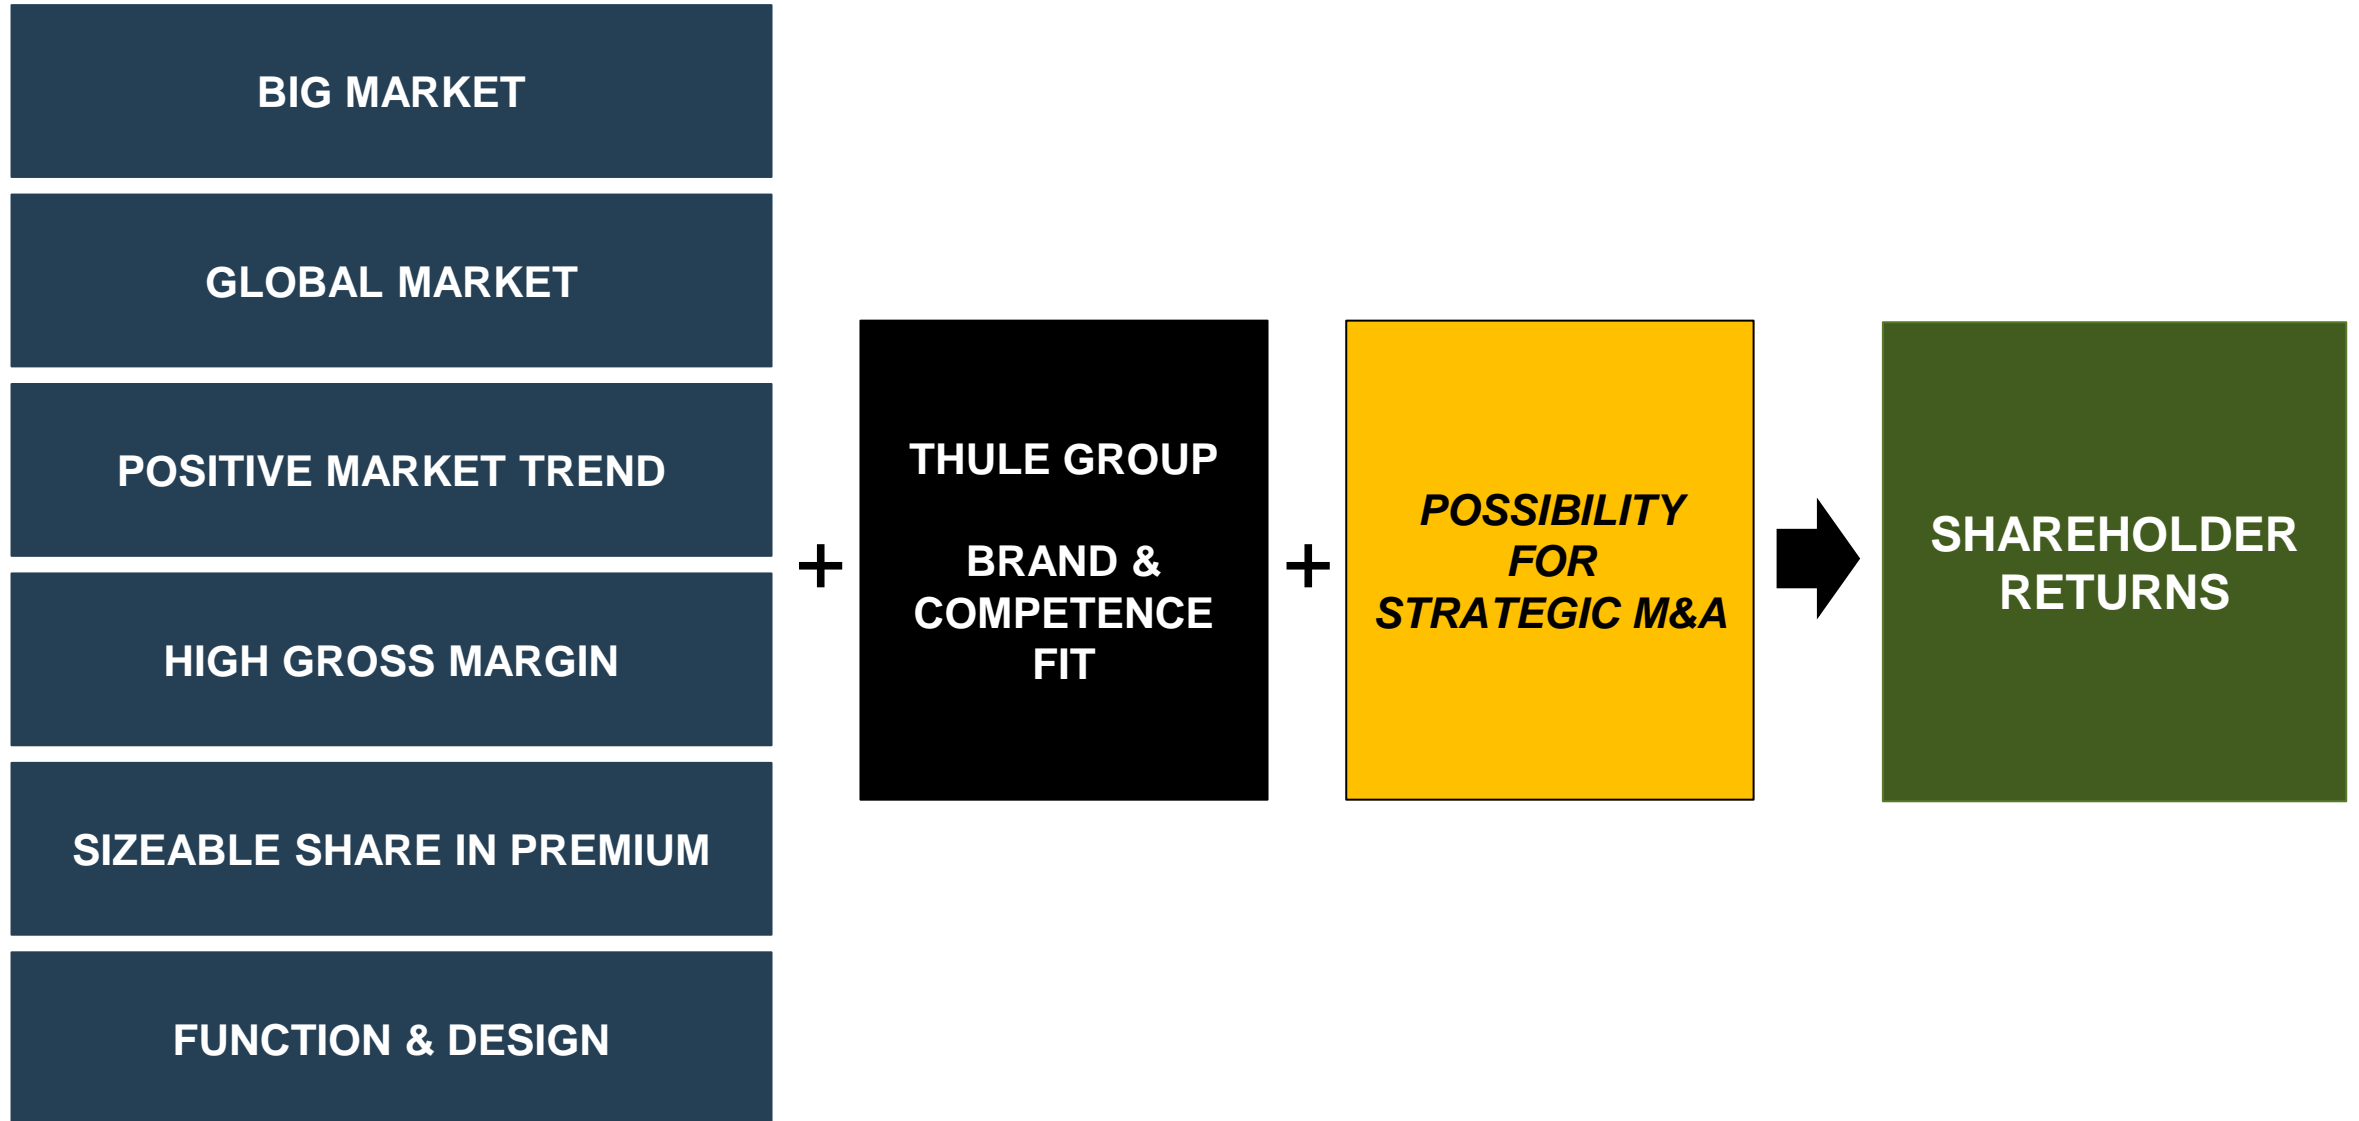 BIG MARKET
GLOBAL MARKET
POSITIVE MARKET TREND
HIGH GROSS MARGIN
SIZEABLE SHARE IN PREMIUM
FUNCTION & DESIGN
+
THULE GROUP
BRAND &
COMPETENCE
FIT
+
POSSIBILITY
FOR
STRATEGIC M&A
SHAREHOLDER
RETURNS